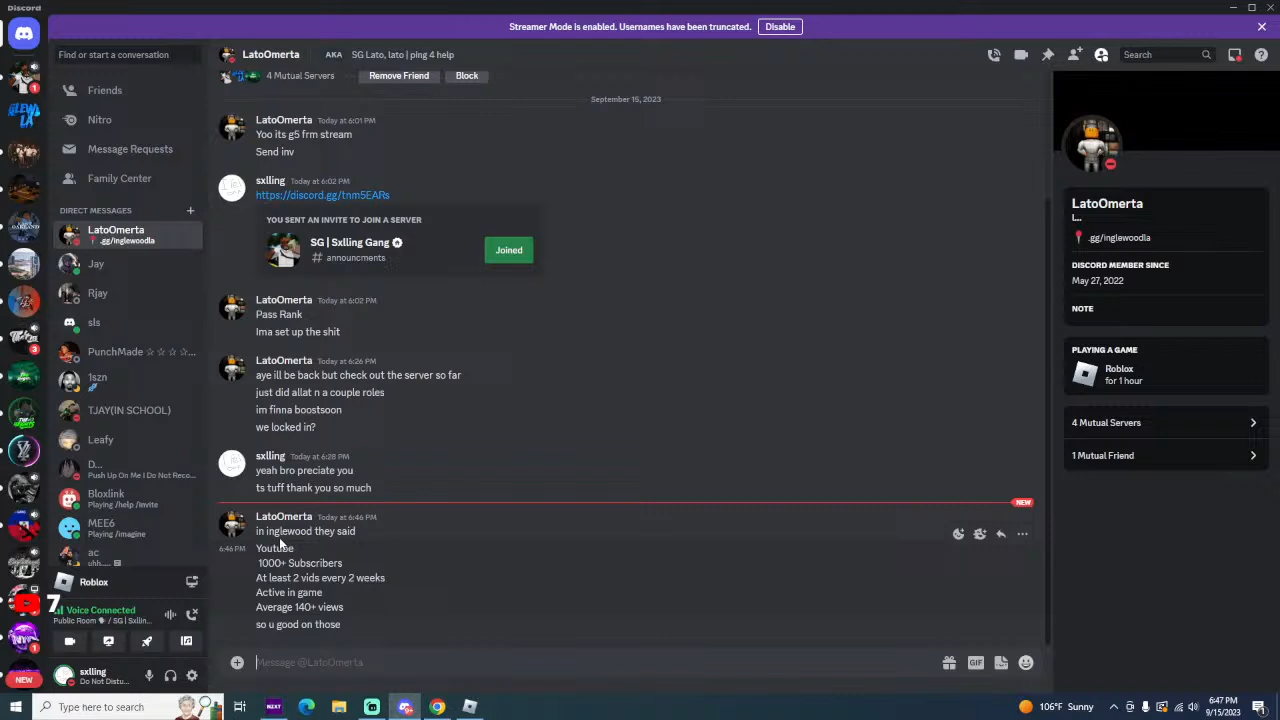 Discord
Streamer Mode is enabled. Usernames have been truncated.
Disable
Find or start a conversation
LatoOmerta
AKA
SG Lato, lato | ping 4 help
Search
4 Mutual Servers
Remove Friend
Block
September 15, 2023
Friends
Nitro
Message Requests
Family Center
DIRECT MESSAGES
LatoOmerta
.gg/inglewoodla
Jay
Rjay
sls
PunchMade ☆ ☆ ☆ ☆...
1szn
TJAY(IN SCHOOL)
Leafy
D...
Push Up On Me I Do Not Reco...
Bloxlink
Playing /help /invite
MEE6
Playing /imagine
ac
Roblox
Voice Connected
Public Room / SG | Sxllin...
sxlling
Do Not Distu...
LatoOmerta Today at 6:01 PM
Yoo its g5 frm stream
Send inv
sxlling Today at 6:02 PM
https://discord.gg/tnm5EARs
YOU SENT AN INVITE TO JOIN A SERVER
SG | Sxlling Gang
announcments
Joined
LatoOmerta Today at 6:02 PM
Pass Rank
Ima set up the shit
LatoOmerta Today at 6:26 PM
aye ill be back but check out the server so far
just did allat n a couple roles
im finna boostsoon
we locked in?
sxlling Today at 6:28 PM
yeah bro preciate you
ts tuff thank you so much
NEW
LatoOmerta Today at 6:46 PM
in inglewood they said
6:46 PM
Youtube
1000+ Subscribers
At least 2 vids every 2 weeks
Active in game
Average 140+ views
so u good on those
Message @LatoOmerta
GIF
LatoOmerta
l...
.gg/inglewoodla
DISCORD MEMBER SINCE
May 27, 2022
NOTE
PLAYING A GAME
Roblox
for 1 hour
4 Mutual Servers
1 Mutual Friend
1
3
7
1
NEW
Type here to search
106°F Sunny
6:47 PM
9/15/2023